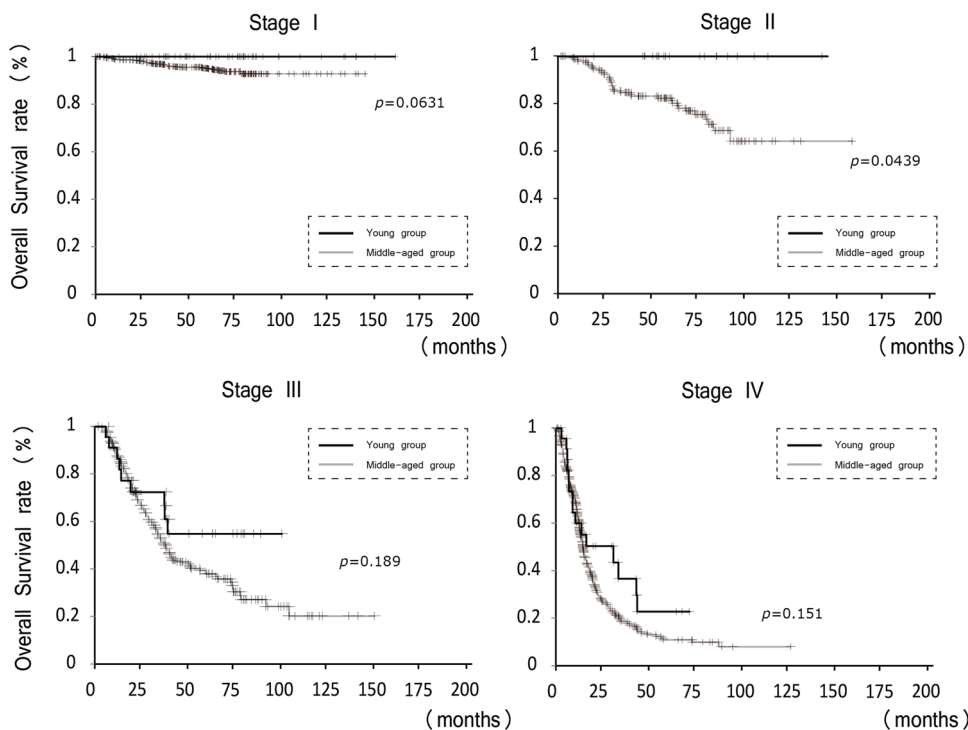 Stage I
Overall Survival rate (%)
1
0.8
0.6
0.4
0.2
0
p=0.0631
Young group
Middle-aged group
0 25 50 75 100 125 150 175 200
(months)
Stage II
1
0.8
0.6
0.4
0.2
0
p=0.0439
Young group
Middle-aged group
0 25 50 75 100 125 150 175 200
(months)
Stage III
Overall Survival rate (%)
1
0.8
0.6
0.4
0.2
0
Young group
Middle-aged group
p=0.189
0 25 50 75 100 125 150 175 200
(months)
Stage IV
1
0.8
0.6
0.4
0.2
0
Young group
Middle-aged group
p=0.151
0 25 50 75 100 125 150 175 200
(months)